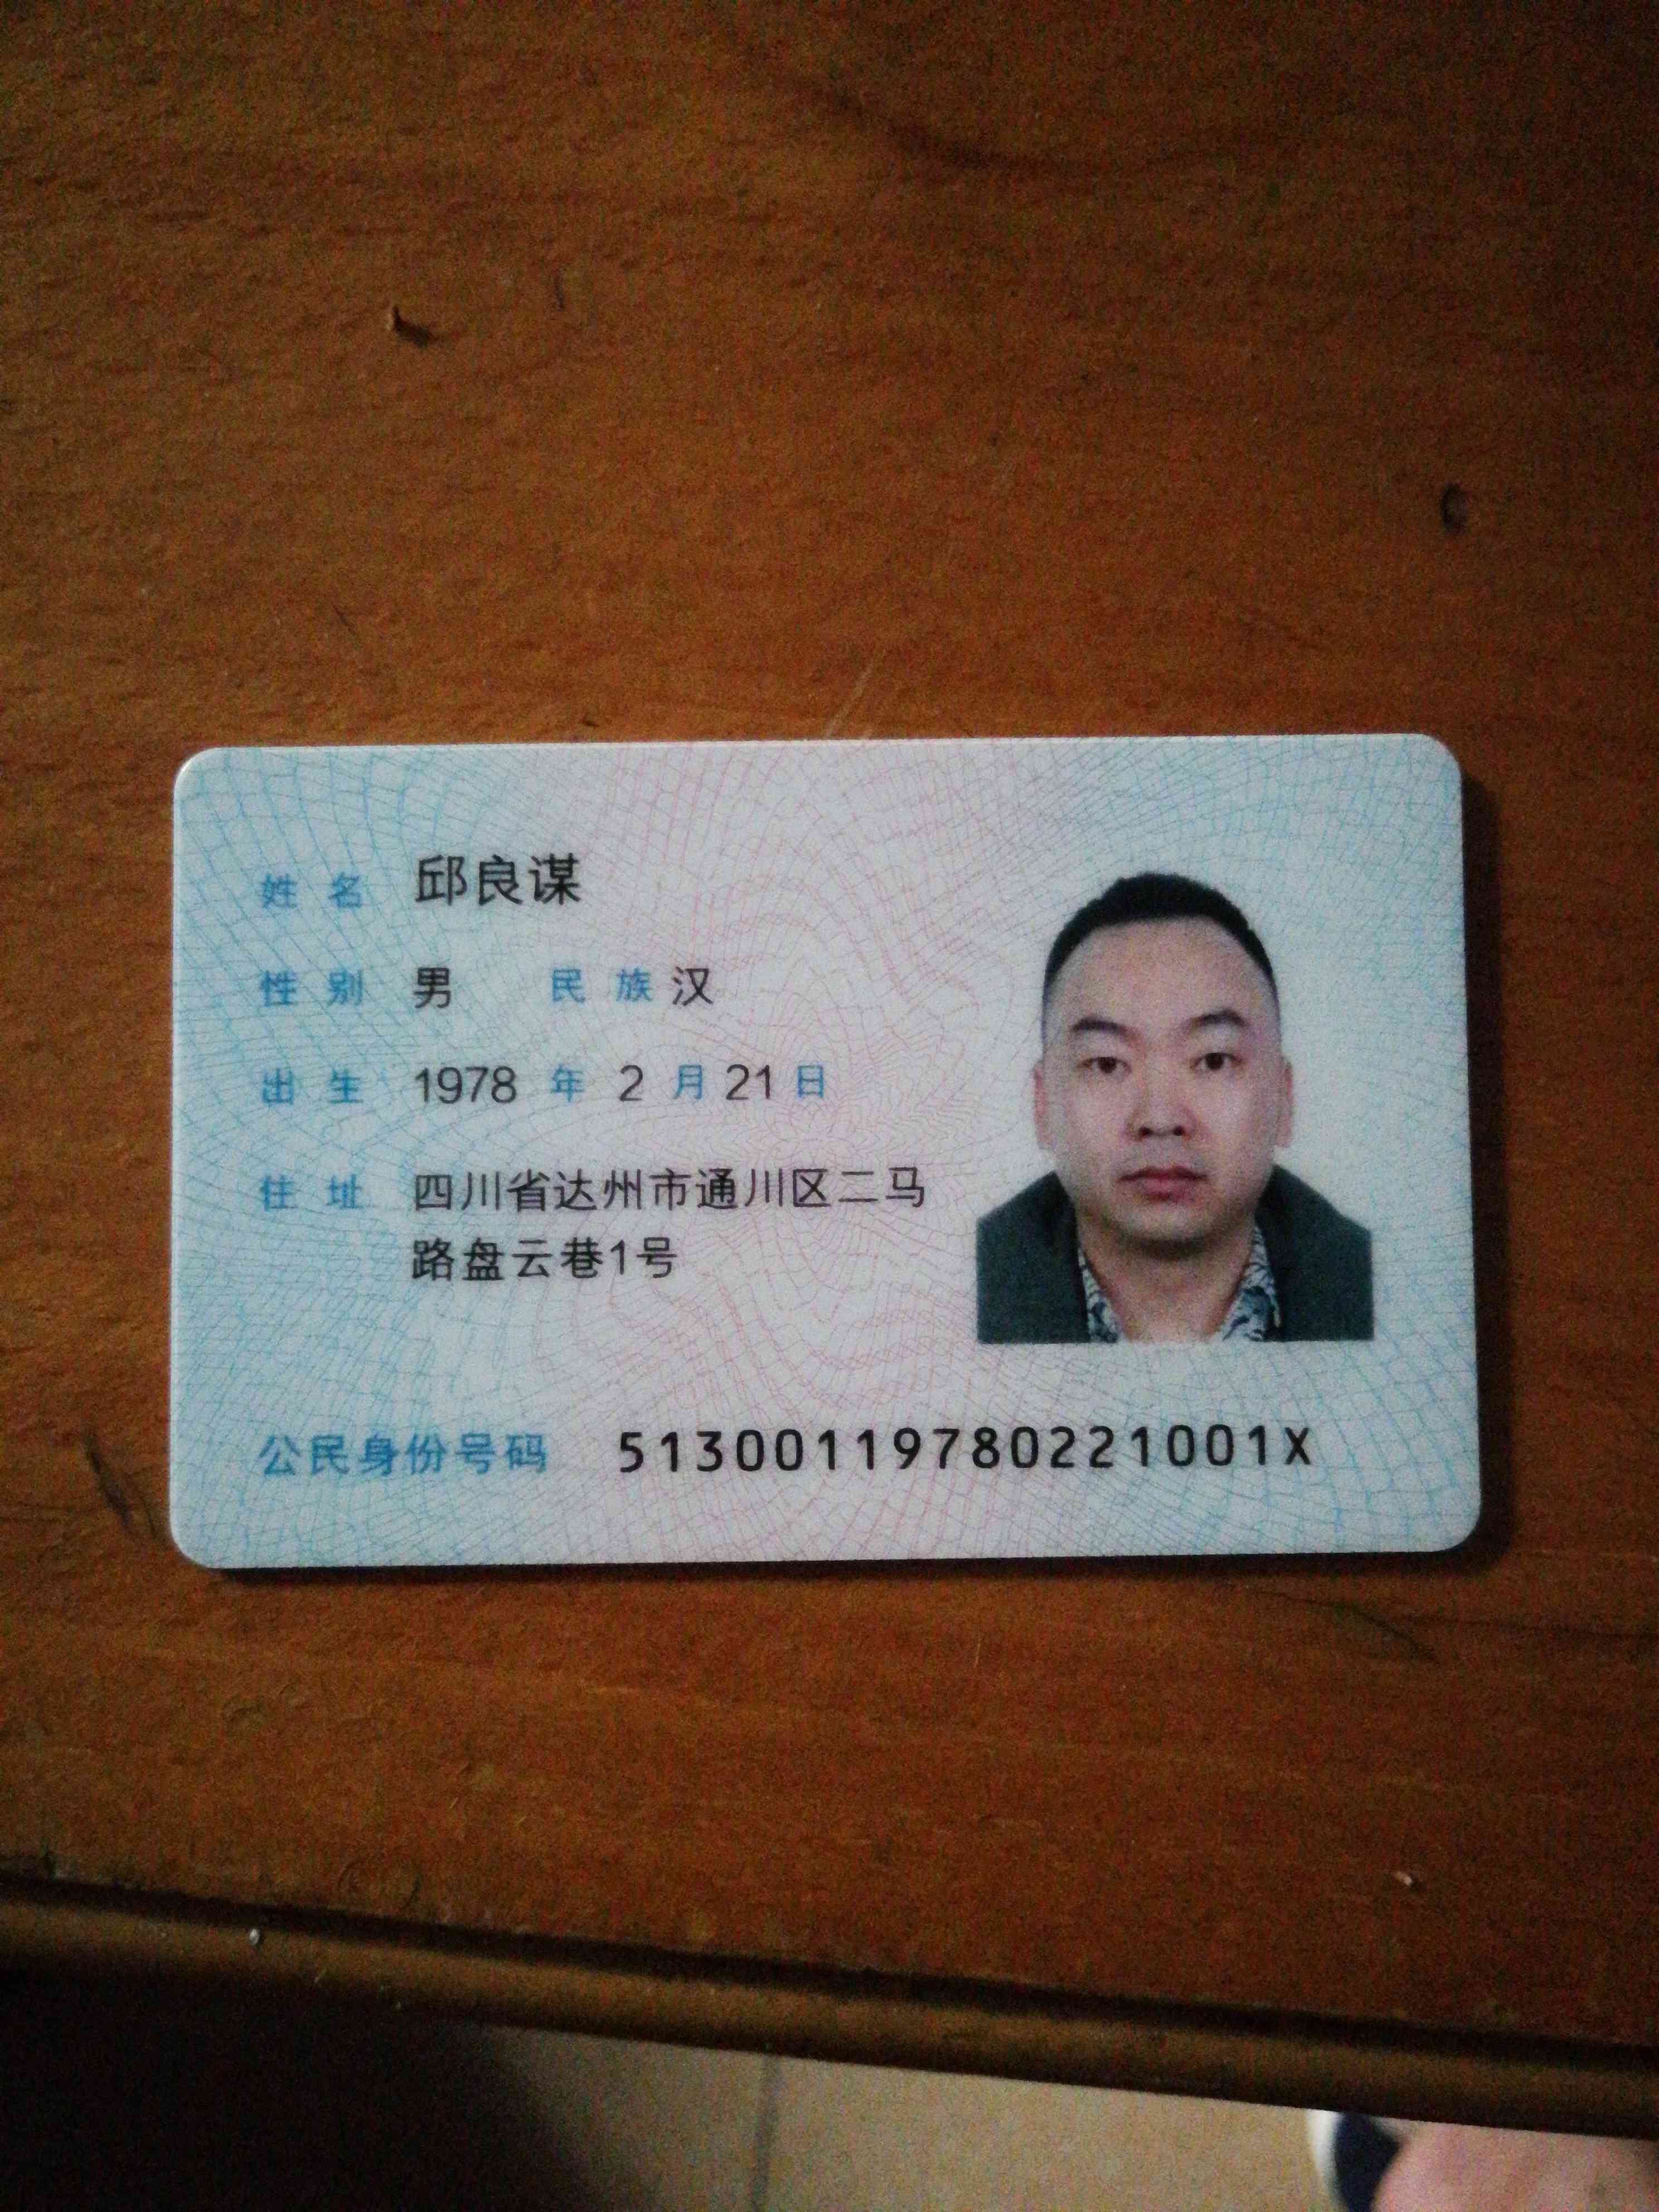 姓名 邱良谋
性别 男 民族 汉
出生 1978 年 2 月 21 日
住址 四川省达州市通川区二马
路盘云巷1号
公民身份号码 51300119780221001X